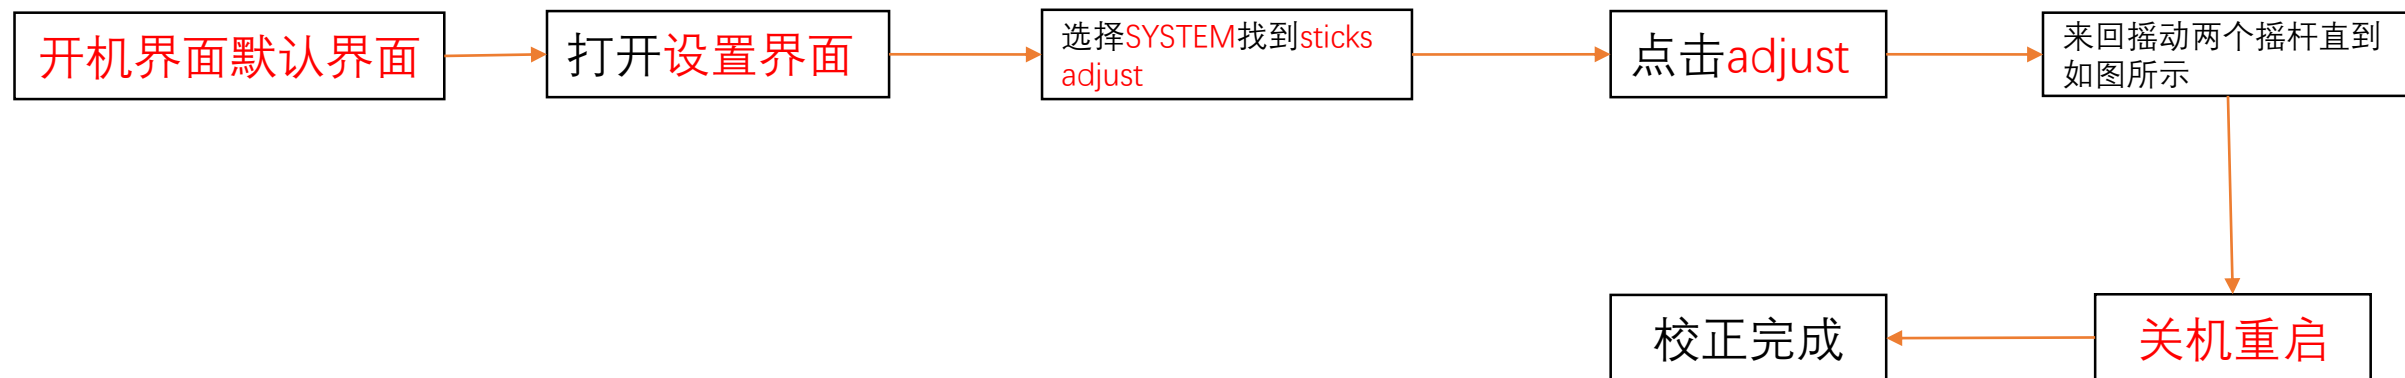 开机界面默认界面
打开设置界面
选择SYSTEM找到sticks
adjust
点击adjust
来回摇动两个摇杆直到
如图所示
关机重启
校正完成